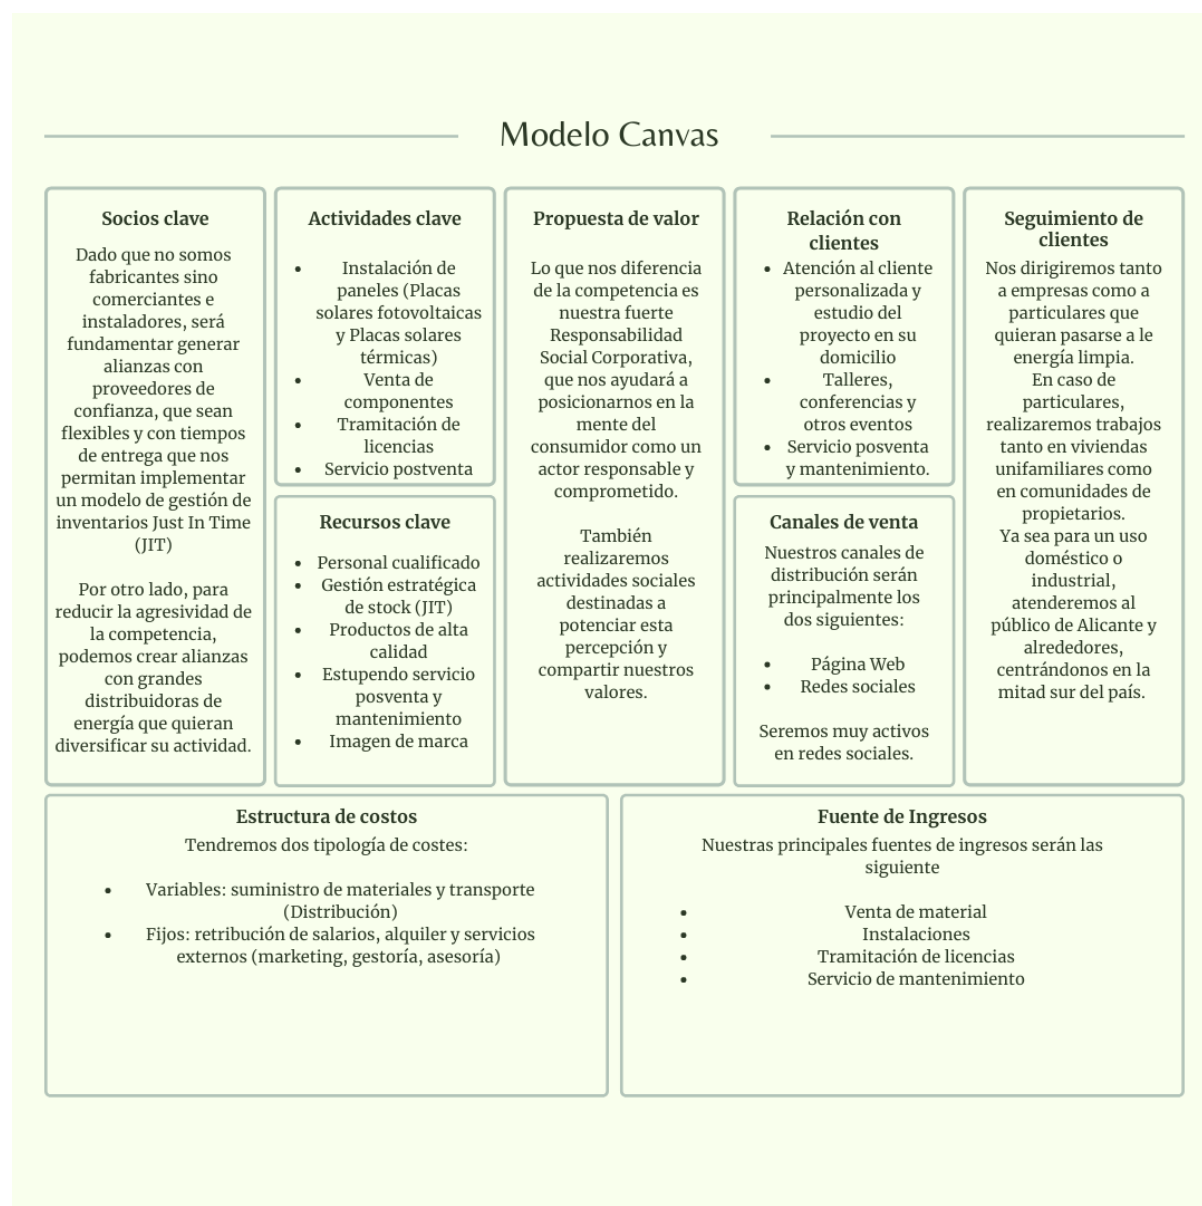 Modelo Canvas
Socios clave
Dado que no somos
fabricantes sino
comerciantes e
instaladores, será
fundamentar generar
alianzas con
proveedores de
confianza, que sean
flexibles y con tiempos
de entrega que nos
permitan implementar
un modelo de gestión de
inventarios Just In Time
(JIT)
Por otro lado, para
reducir la agresividad de
la competencia,
podemos crear alianzas
con grandes
distribuidoras de
energía que quieran
diversificar su actividad.
Actividades clave
• Instalación de
paneles (Placas
solares fotovoltaicas
y Placas solares
térmicas)
• Venta de
componentes
• Tramitación de
licencias
• Servicio postventa
Recursos clave
• Personal cualificado
• Gestión estratégica
de stock (JIT)
• Productos de alta
calidad
• Estupendo servicio
posventa y
mantenimiento
• Imagen de marca
Propuesta de valor
Lo que nos diferencia
de la competencia es
nuestra fuerte
Responsabilidad
Social Corporativa,
que nos ayudará a
posicionarnos en la
mente del
consumidor como un
actor responsable y
comprometido.
También
realizaremos
actividades sociales
destinadas a
potenciar esta
percepción y
compartir nuestros
valores.
Relación con
clientes
• Atención al cliente
personalizada y
estudio del
proyecto en su
domicilio
• Talleres,
conferencias y
otros eventos
• Servicio posventa
y mantenimiento.
Canales de venta
Nuestros canales de
distribución serán
principalmente los
dos siguientes:
• Página Web
• Redes sociales
Seremos muy activos
en redes sociales.
Seguimiento de
clientes
Nos dirigiremos tanto
a empresas como a
particulares que
quieran pasarse a le
energía limpia.
En caso de
particulares,
realizaremos trabajos
tanto en viviendas
unifamiliares como
en comunidades de
propietarios.
Ya sea para un uso
doméstico o
industrial,
atenderemos al
público de Alicante y
alrededores,
centrándonos en la
mitad sur del país.
Estructura de costos
Tendremos dos tipología de costes:
• Variables: suministro de materiales y transporte
(Distribución)
• Fijos: retribución de salarios, alquiler y servicios
externos (marketing, gestoría, asesoría)
Fuente de Ingresos
Nuestras principales fuentes de ingresos serán las
siguiente
• Venta de material
• Instalaciones
• Tramitación de licencias
• Servicio de mantenimiento